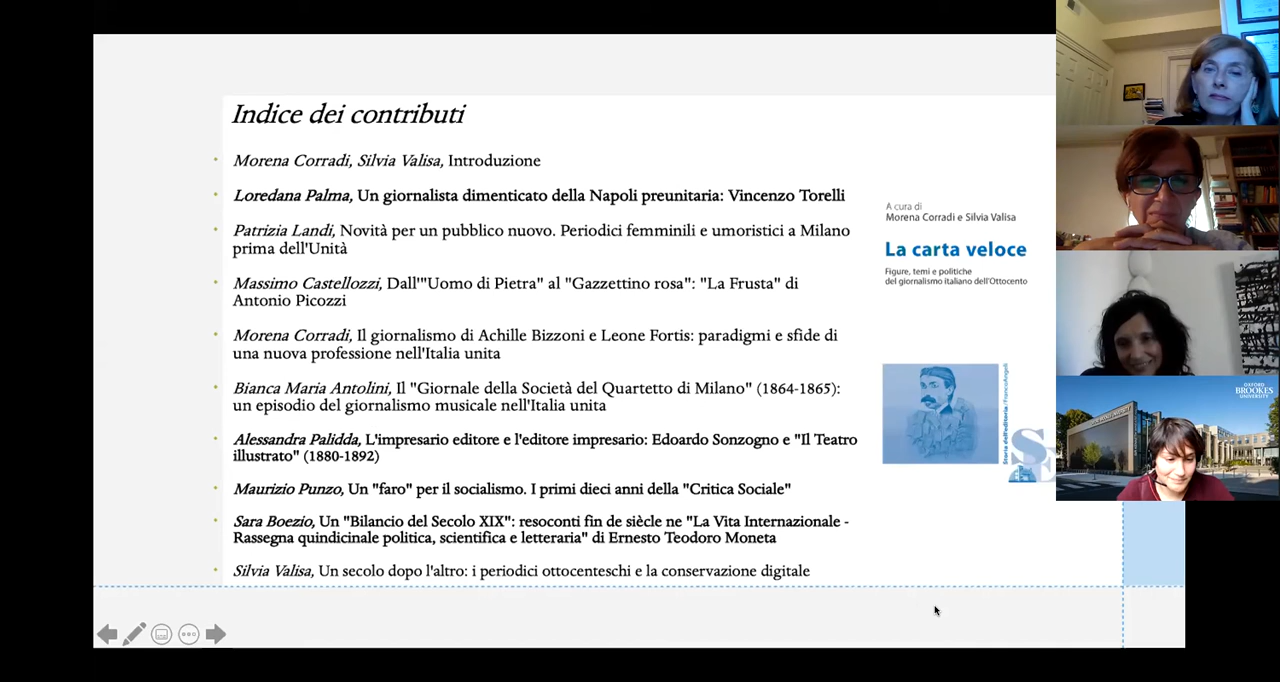 Indice dei contributi
Morena Corradi, Silvia Valisa, Introduzione
Loredana Palma, Un giornalista dimenticato della Napoli preunitaria: Vincenzo Torelli
Patrizia Landi, Novità per un pubblico nuovo. Periodici femminili e umoristici a Milano
prima dell'Unità
Massimo Castellozzi, Dall'"Uomo di Pietra" al "Gazzettino rosa": "La Frusta" di
Antonio Picozzi
Morena Corradi, Il giornalismo di Achille Bizzoni e Leone Fortis: paradigmi e sfide di
una nuova professione nell'Italia unita
Bianca Maria Antolini, Il "Giornale della Società del Quartetto di Milano" (1864-1865):
un episodio del giornalismo musicale nell'Italia unita
Alessandra Palidda, L'impresario editore e l'editore impresario: Edoardo Sonzogno e "Il Teatro
illustrato" (1880-1892)
Maurizio Punzo, Un "faro" per il socialismo. I primi dieci anni della "Critica Sociale"
Sara Boezio, Un "Bilancio del Secolo XIX": resoconti fin de siècle ne "La Vita Internazionale -
Rassegna quindicinale politica, scientifica e letteraria" di Ernesto Teodoro Moneta
Silvia Valisa, Un secolo dopo l'altro: i periodici ottocenteschi e la conservazione digitale
A cura di
Morena Corradi e Silvia Valisa
La carta veloce
Figure, temi e politiche
del giornalismo italiano dell'Ottocento
Storia dell'editoria / FrancoAngeli
OXFORD
BROOKES
UNIVERSITY